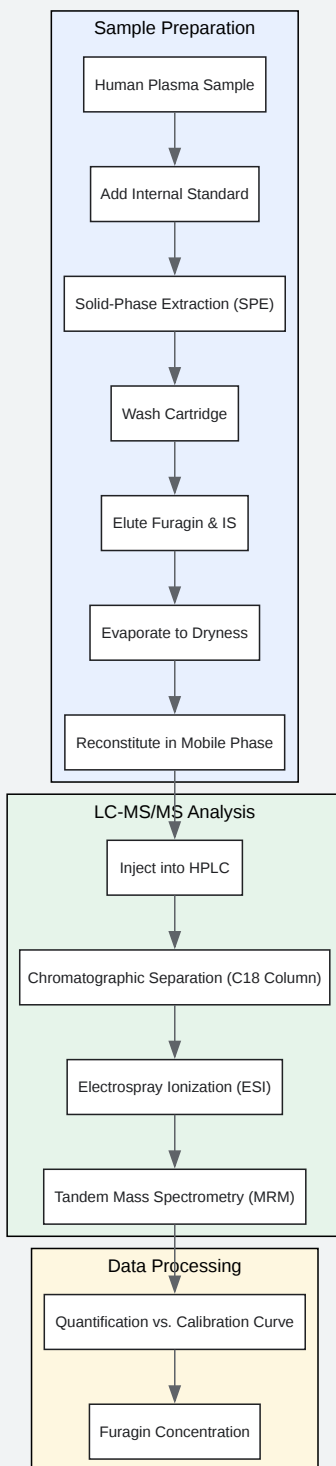 Sample Preparation
Human Plasma Sample
Add Internal Standard
Solid-Phase Extraction (SPE)
Wash Cartridge
Elute Furagin & IS
Evaporate to Dryness
Reconstitute in Mobile Phase
LC-MS/MS Analysis
Inject into HPLC
Chromatographic Separation (C18 Column)
Electrospray Ionization (ESI)
Tandem Mass Spectrometry (MRM)
Data Processing
Quantification vs. Calibration Curve
Furagin Concentration